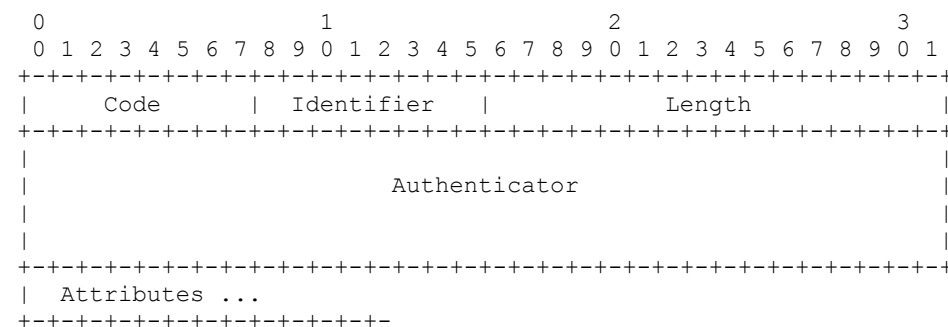 0                   1                   2                   3
 0 1 2 3 4 5 6 7 8 9 0 1 2 3 4 5 6 7 8 9 0 1 2 3 4 5 6 7 8 9 0 1
+-+-+-+-+-+-+-+-+-+-+-+-+-+-+-+-+-+-+-+-+-+-+-+-+-+-+-+-+-+-+-+-+
|     Code      |  Identifier   |            Length             |
+-+-+-+-+-+-+-+-+-+-+-+-+-+-+-+-+-+-+-+-+-+-+-+-+-+-+-+-+-+-+-+-+
|                                                               |
|                         Authenticator                         |
|                                                               |
|                                                               |
+-+-+-+-+-+-+-+-+-+-+-+-+-+-+-+-+-+-+-+-+-+-+-+-+-+-+-+-+-+-+-+-+
|  Attributes ...
+-+-+-+-+-+-+-+-+-+-+-+-+-